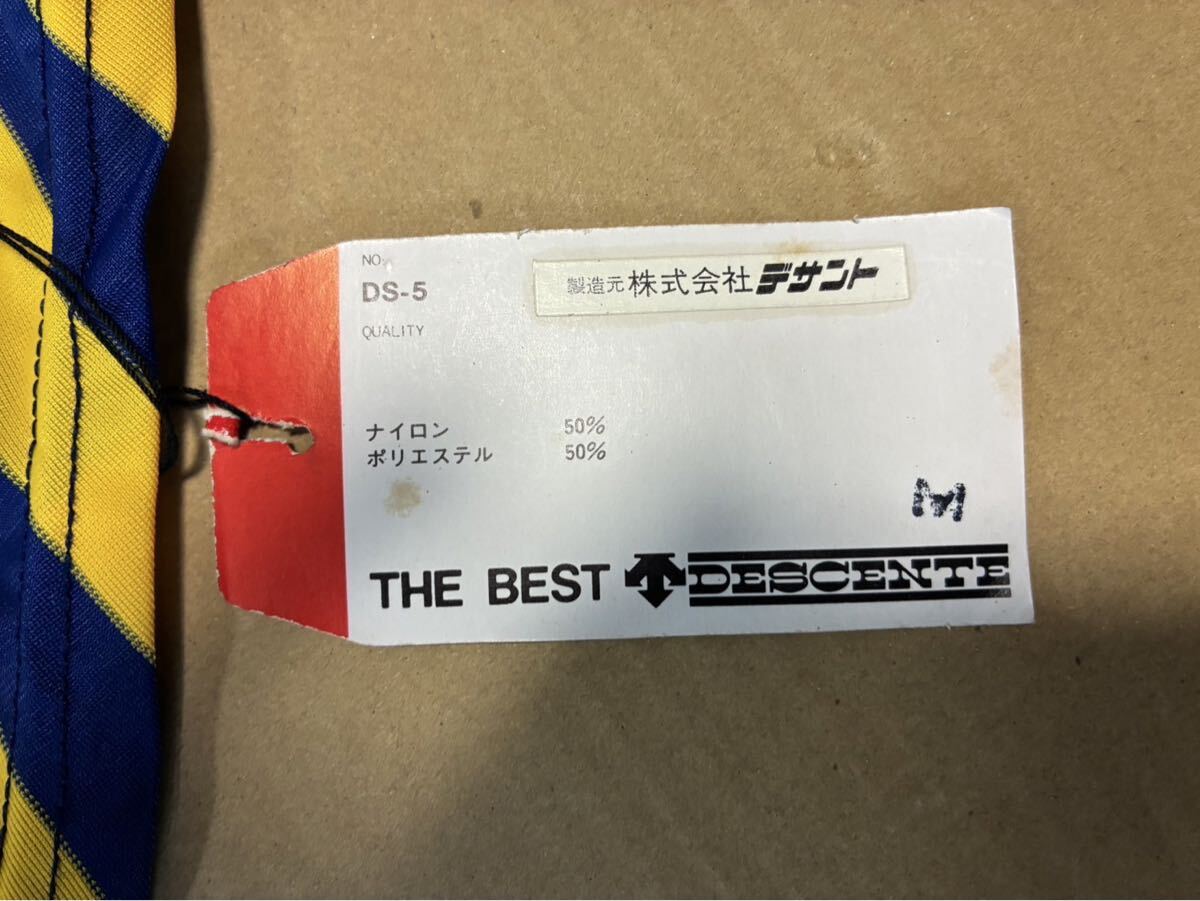 NO.
DS-5
製造元 株式会社デサント
QUALITY
ナイロン 50%
ポリエステル 50%
M
THE BEST DESCENTE